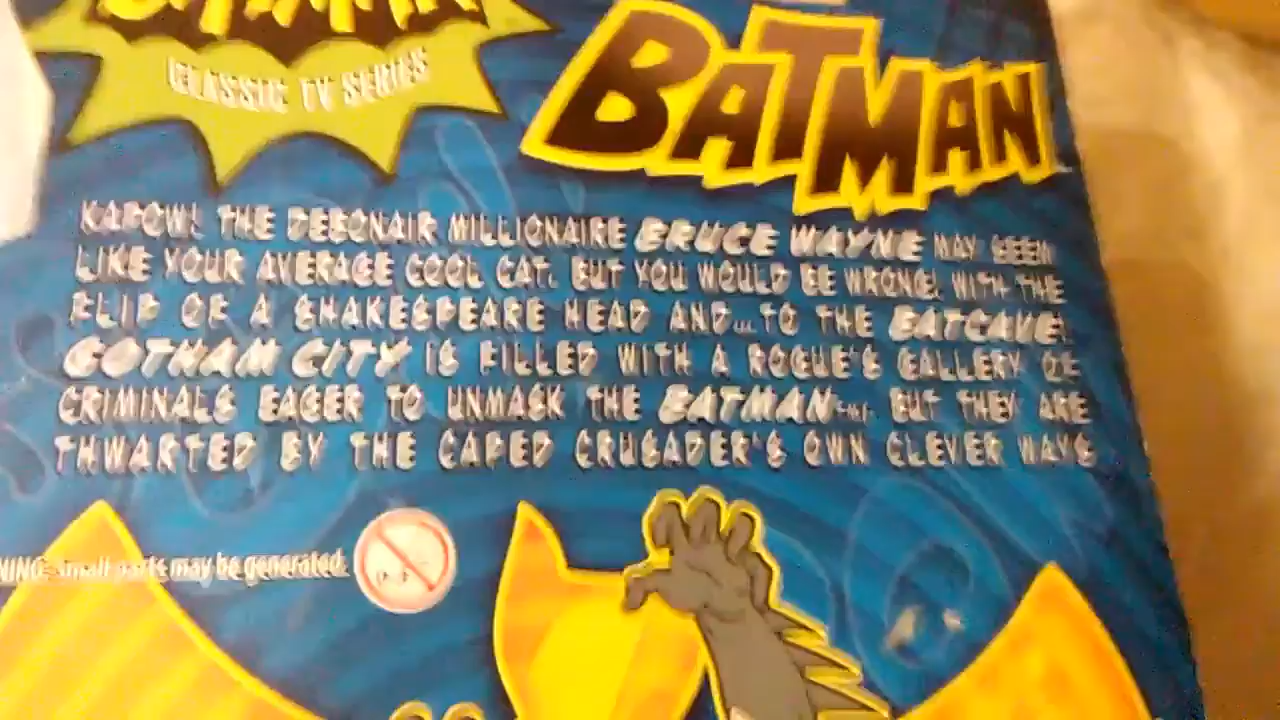 BATMAN
CLASSIC TV SERIES
BATMAN
KAPOW! THE DEBONAIR MILLIONAIRE BRUCE WAYNE MAY SEEM
LIKE YOUR AVERAGE COOL CAT, BUT YOU WOULD BE WRONG! WITH THE
FLIP OF A SHAKESPEARE HEAD AND... TO THE BATCAVE!
GOTHAM CITY IS FILLED WITH A ROGUE'S GALLERY OF
CRIMINALS EAGER TO UNMASK THE BATMAN BUT THEY ARE
THWARTED BY THE CAPED CRUSADER'S OWN CLEVER WAYS
NING: Small parts may be generated.